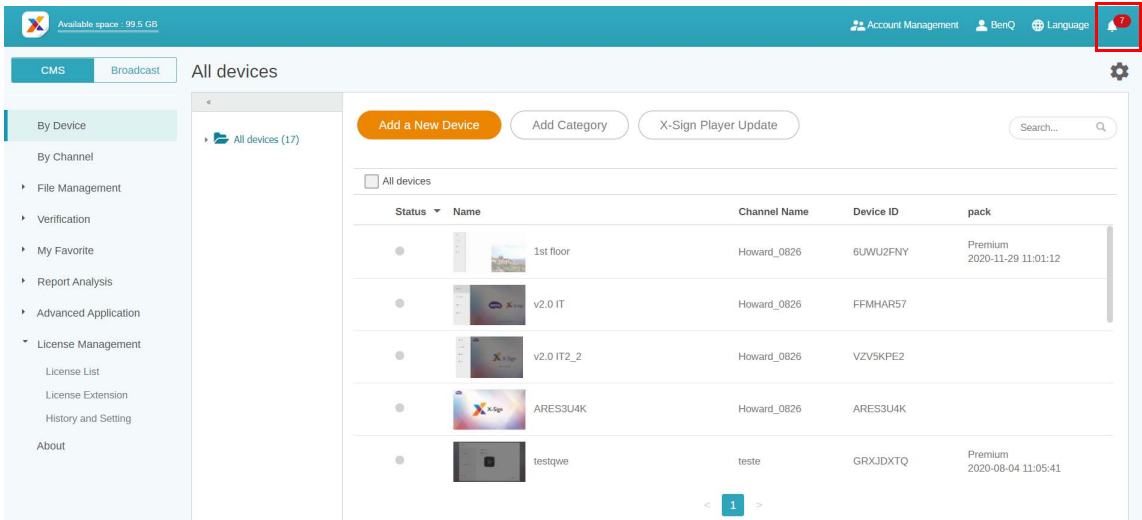 Available space : 99.5 GB
Account Management
BenQ
Language
7
CMS
Broadcast
All devices
«
By Device
By Channel
File Management
Verification
My Favorite
Report Analysis
Advanced Application
License Management
License List
License Extension
History and Setting
About
All devices (17)
Add a New Device
Add Category
X-Sign Player Update
Search...
All devices
Status Name Channel Name Device ID pack
1st floor Howard_0826 6UWU2FNY Premium
2020-11-29 11:01:12
v2.0 IT Howard_0826 FFMHAR57
v2.0 IT2_2 Howard_0826 VZV5KPE2
X-Sign
ARES3U4K Howard_0826 ARES3U4K
testqwe teste GRXJDXTQ Premium
2020-08-04 11:05:41
< 1 >